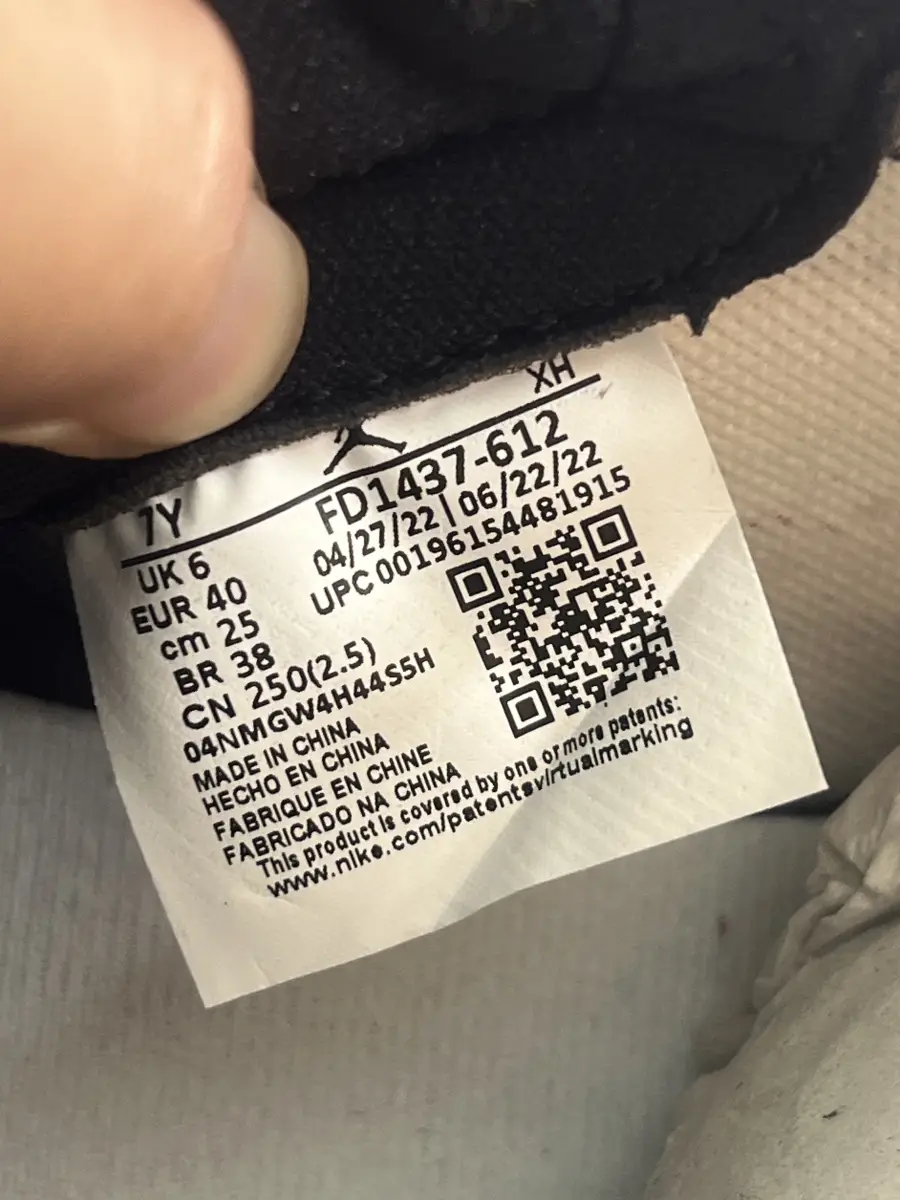 XH
7Y
FD1437-612
04/27/22 | 06/22/22
UPC 00196154481915
UK 6
EUR 40
cm 25
BR 38
CN 250(2.5)
04NMGW4H44S5H
MADE IN CHINA
HECHO EN CHINA
FABRIQUE EN CHINE
FABRICADO NA CHINA
This product is covered by one or more patents:
www.nike.com/patentsvirtualmarking